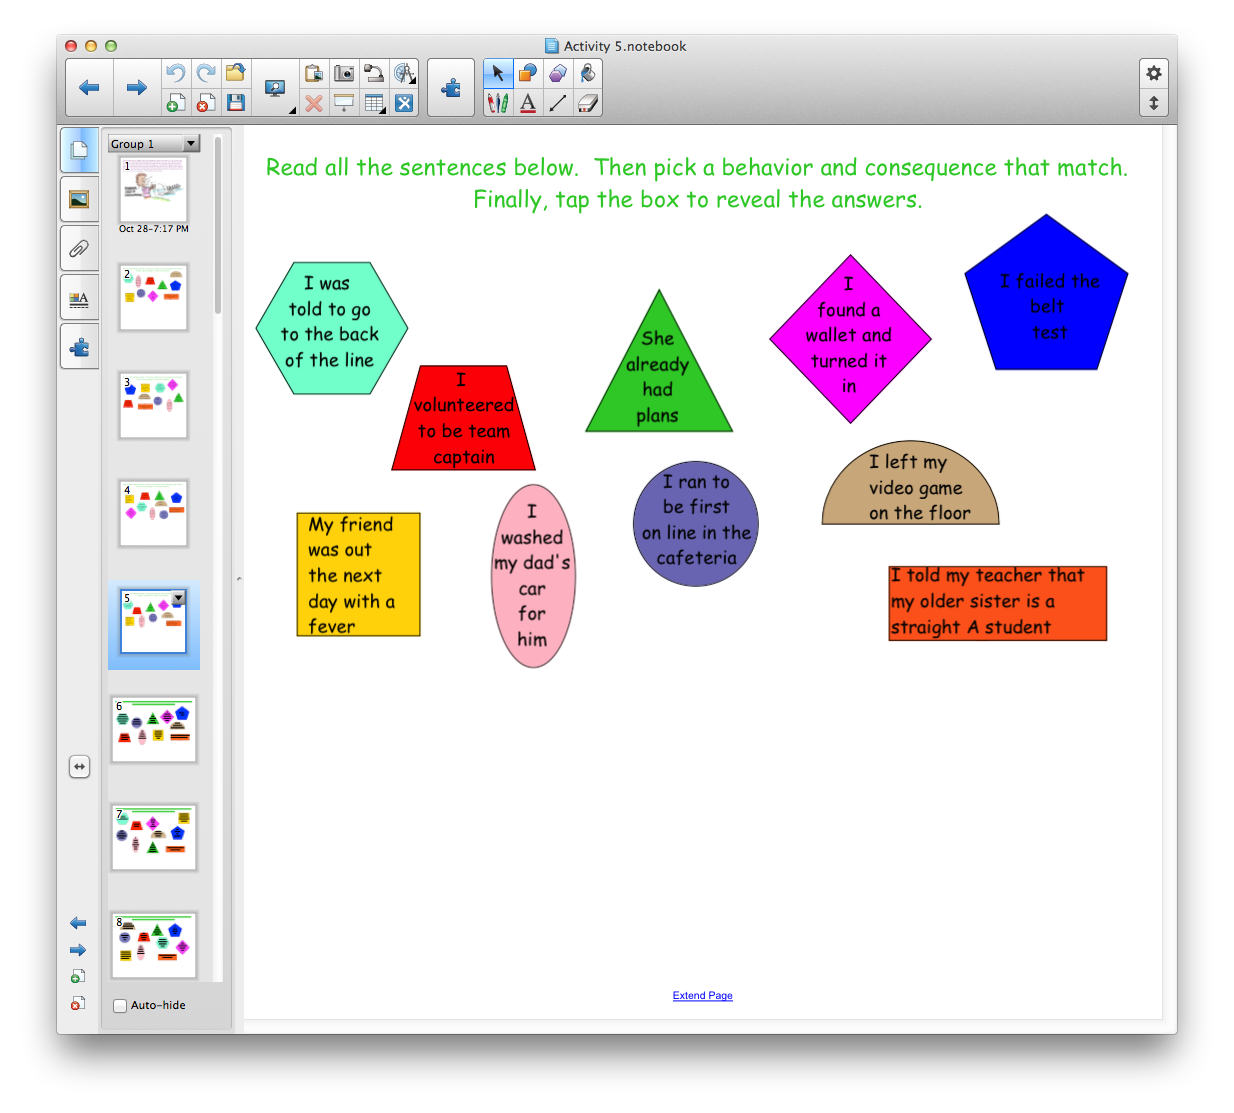 Activity 5.notebook
Group 1
1
Oct 28-7:17 PM
2
3
4
5
6
7
8
Auto-hide
Read all the sentences below.  Then pick a behavior and consequence that match.
Finally, tap the box to reveal the answers.
I was
told to go
to the back
of the line
I
volunteered
to be team
captain
She
already
had
plans
I
found a
wallet and
turned it
in
I failed the
belt
test
My friend
was out
the next
day with a
fever
I
washed
my dad's
car
for
him
I ran to
be first
on line in the
cafeteria
I left my
video game
on the floor
I told my teacher that
my older sister is a
straight A student
Extend Page